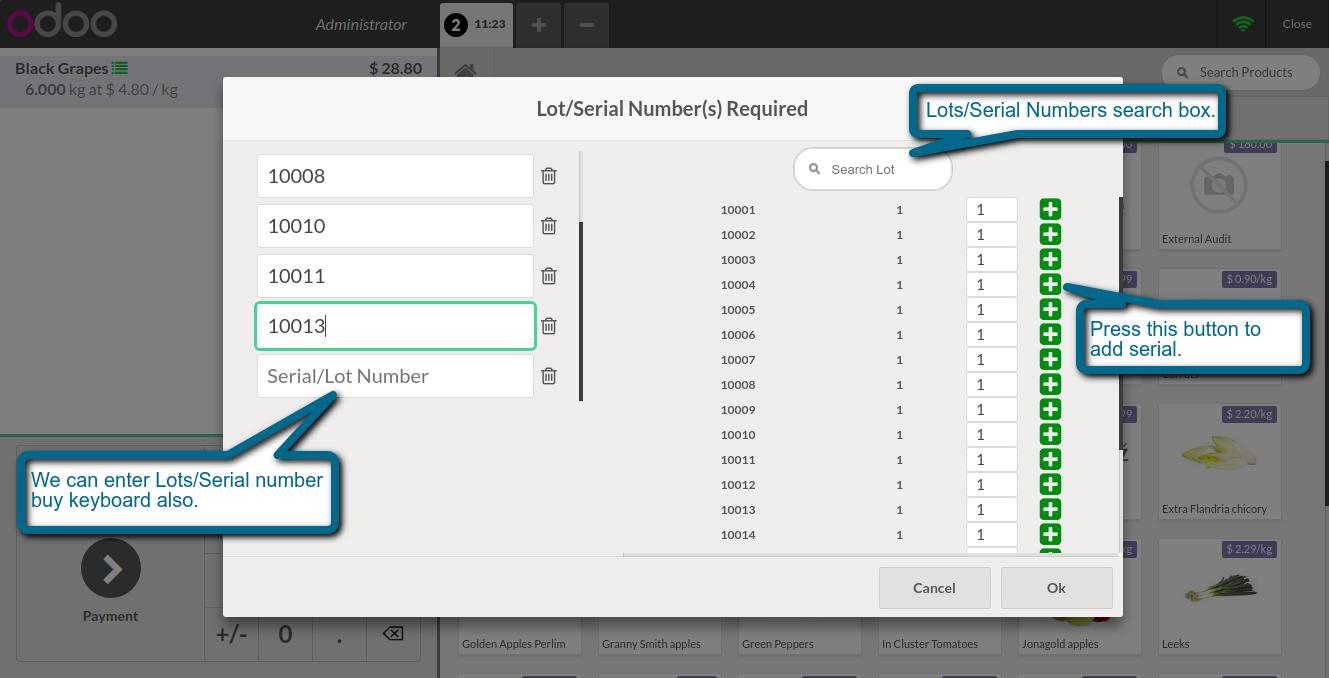 odoo
Administrator
2 11:23
Close
Black Grapes
$ 28.80
6.000 kg at $ 4.80 / kg
Search Products
Lot/Serial Number(s) Required
Lots/Serial Numbers search box.
Search Lot
10008
10010
10011
10013
Serial/Lot Number
10001 1 1
10002 1 1
10003 1 1
10004 1 1
10005 1 1
10006 1 1
10007 1 1
10008 1 1
10009 1 1
10010 1 1
10011 1 1
10012 1 1
10013 1 1
10014 1 1
Press this button to
add serial.
We can enter Lots/Serial number
buy keyboard also.
Cancel
Ok
$ 180.00
External Audit
$ 0.90/kg
Carrots
$ 2.20/kg
Extra Flandria chicory
$ 2.29/kg
Payment
+/- 0 .
Golden Apples Perlim
Granny Smith apples
Green Peppers
In Cluster Tomatoes
Jonagold apples
Leeks